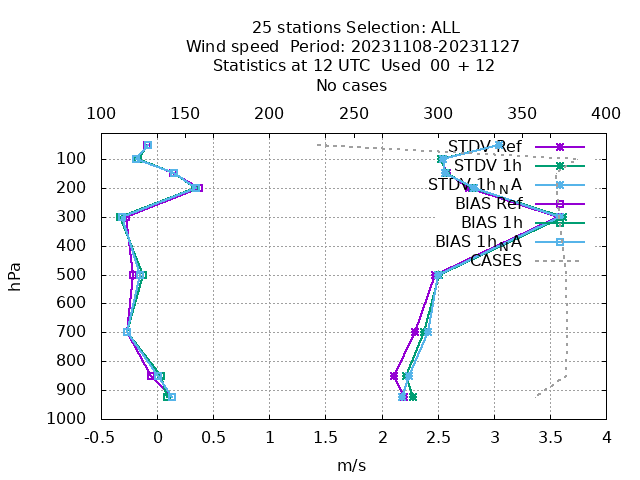 25 stations Selection: ALL
Wind speed  Period: 20231108-20231127
Statistics at 12 UTC  Used  00 + 12
No cases
100 150 200 250 300 350 400
STDV Ref
STDV 1h
STDV 1h_NA
BIAS Ref
BIAS 1h
BIAS 1h_NA
CASES
100
200
300
400
500
600
700
800
900
1000
hPa
-0.5 0 0.5 1 1.5 2 2.5 3 3.5 4
m/s